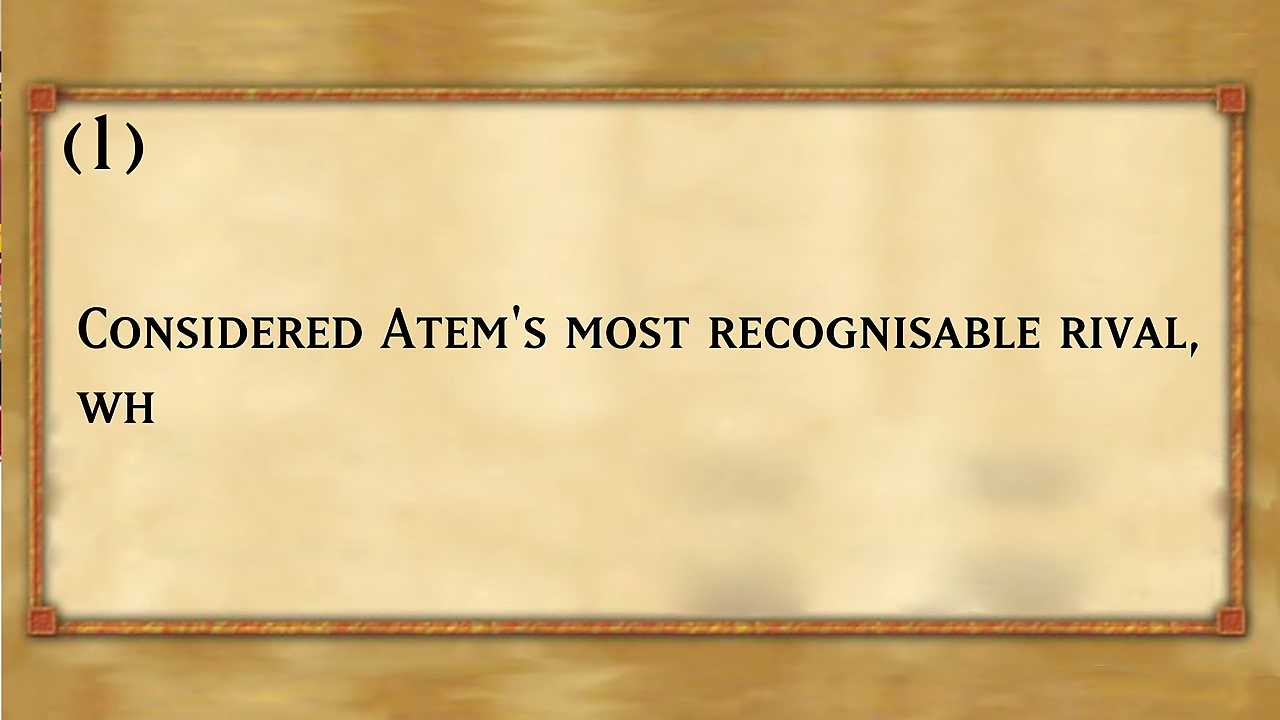 (1)
Considered Atem's most recognisable rival,
wh